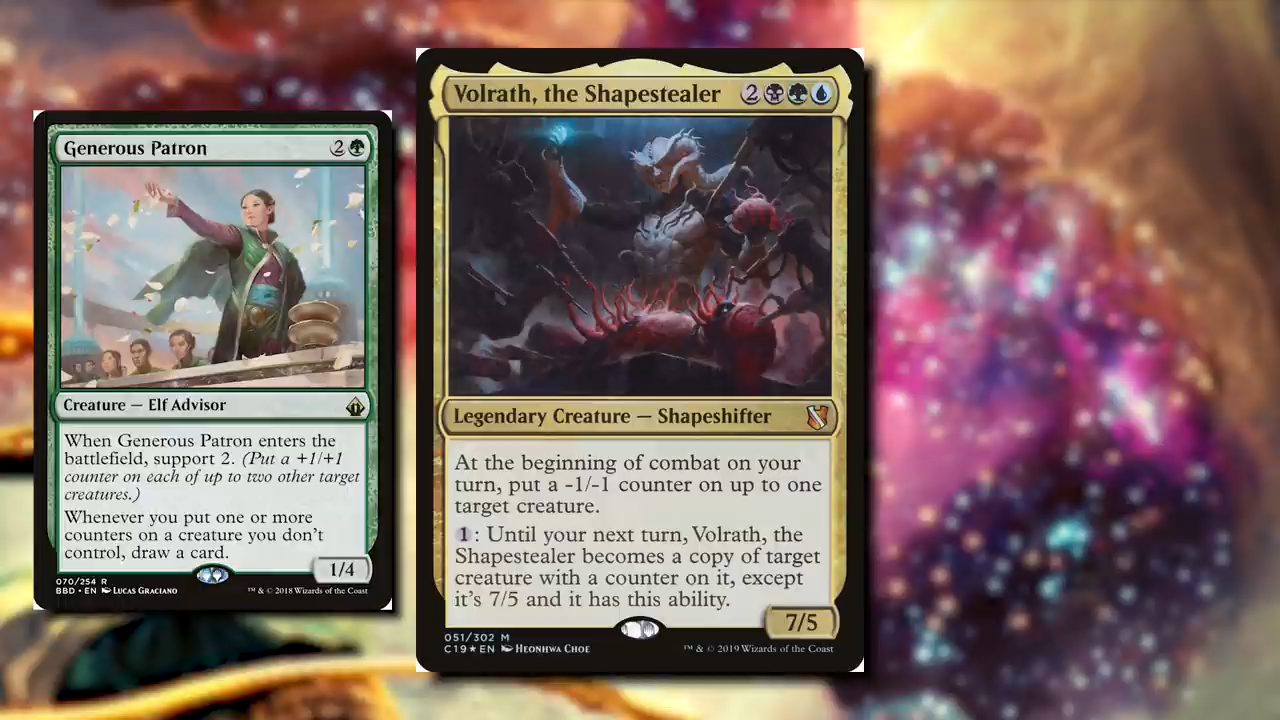 Generous Patron 2
Creature — Elf Advisor
When Generous Patron enters the
battlefield, support 2. (Put a +1/+1
counter on each of up to two other target
creatures.)
Whenever you put one or more
counters on a creature you don't
control, draw a card.
1/4
070/254 R
BBD • EN Lucas Graciano
™ & © 2018 Wizards of the Coast
Volrath, the Shapestealer 2
Legendary Creature — Shapeshifter
At the beginning of combat on your
turn, put a -1/-1 counter on up to one
target creature.
1: Until your next turn, Volrath, the
Shapestealer becomes a copy of target
creature with a counter on it, except
it's 7/5 and it has this ability.
7/5
051/302 M
C19 ★ EN Heonhwa Choe
™ & © 2019 Wizards of the Coast